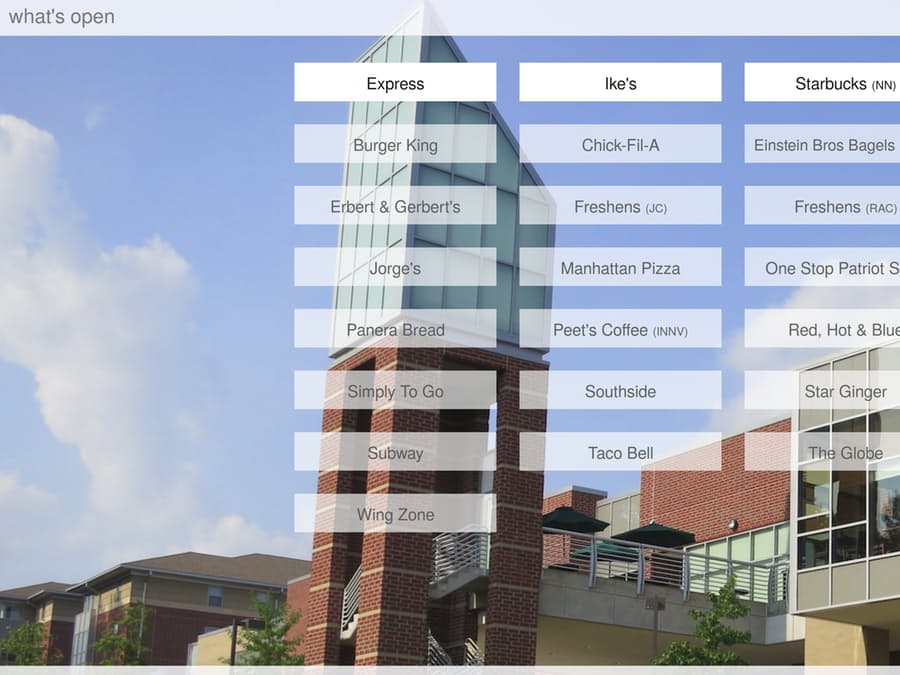 what's open
Express
Ike's
Starbucks (NN)
Burger King
Chick-Fil-A
Einstein Bros Bagels
Erbert & Gerbert's
Freshens (JC)
Freshens (RAC)
Jorge's
Manhattan Pizza
One Stop Patriot S
Panera Bread
Peet's Coffee (INNV)
Red, Hot & Blue
Simply To Go
Southside
Star Ginger
Subway
Taco Bell
The Globe
Wing Zone